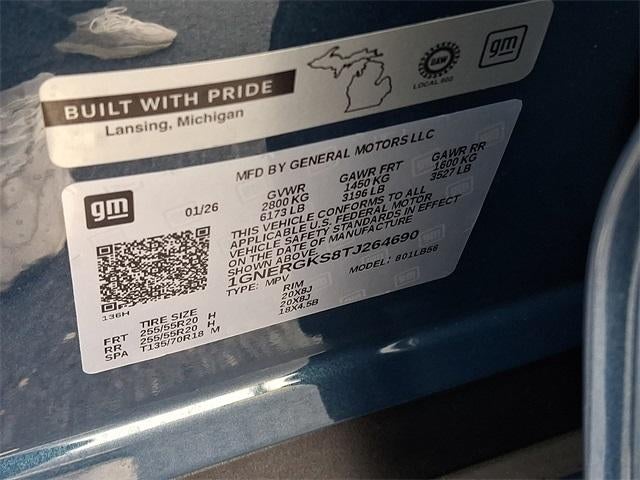 BUILT WITH PRIDE
Lansing, Michigan
UAW
LOCAL 602
gm
gm
MFD BY GENERAL MOTORS LLC
01/26
GVWR GAWR FRT GAWR RR
2800 KG 1450 KG 1600 KG
6173 LB 3196 LB 3527 LB
THIS VEHICLE CONFORMS TO ALL
APPLICABLE U.S. FEDERAL MOTOR
VEHICLE SAFETY STANDARDS IN EFFECT
ON THE DATE OF MANUFACTURE
SHOWN ABOVE.
1GNERGKS8TJ264690
TYPE: MPV MODEL: 801LB56
136H
TIRE SIZE RIM
FRT 255/55R20 H 20X8J
RR 255/55R20 H 20X8J
SPA T135/70R18 M 18X4.5B